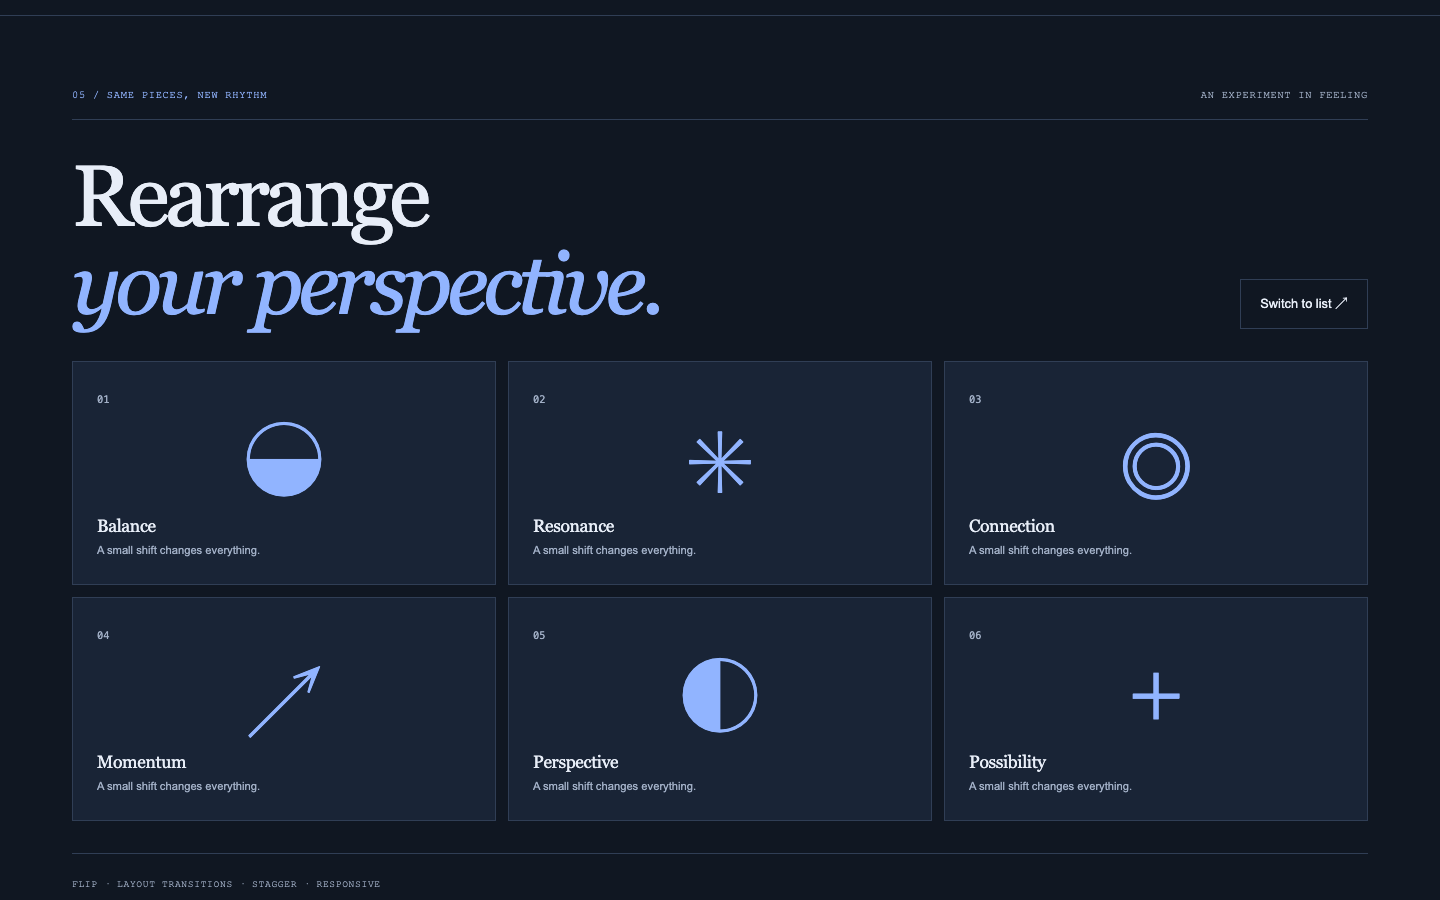 05 / SAME PIECES, NEW RHYTHM
AN EXPERIMENT IN FEELING
Rearrange
your perspective.
Switch to list ↗
01
Balance
A small shift changes everything.
02
Resonance
A small shift changes everything.
03
Connection
A small shift changes everything.
04
Momentum
A small shift changes everything.
05
Perspective
A small shift changes everything.
06
Possibility
A small shift changes everything.
FLIP · LAYOUT TRANSITIONS · STAGGER · RESPONSIVE